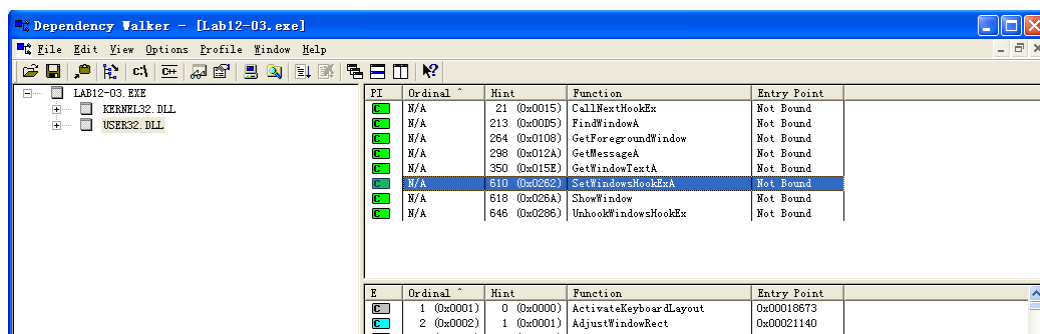 Dependency Walker - [Lab12-03.exe]
File Edit View Options Profile Window Help
c:\ C++
LAB12-03.EXE
KERNEL32.DLL
USER32.DLL
PI Ordinal ^ Hint Function Entry Point
C N/A 21 (0x0015) CallNextHookEx Not Bound
C N/A 213 (0x00D5) FindWindowA Not Bound
C N/A 264 (0x0108) GetForegroundWindow Not Bound
C N/A 298 (0x012A) GetMessageA Not Bound
C N/A 350 (0x015E) GetWindowTextA Not Bound
C N/A 610 (0x0262) SetWindowsHookExA Not Bound
C N/A 618 (0x026A) ShowWindow Not Bound
C N/A 646 (0x0286) UnhookWindowsHookEx Not Bound
E Ordinal ^ Hint Function Entry Point
C 1 (0x0001) 0 (0x0000) ActivateKeyboardLayout 0x00018673
C 2 (0x0002) 1 (0x0001) AdjustWindowRect 0x00021140